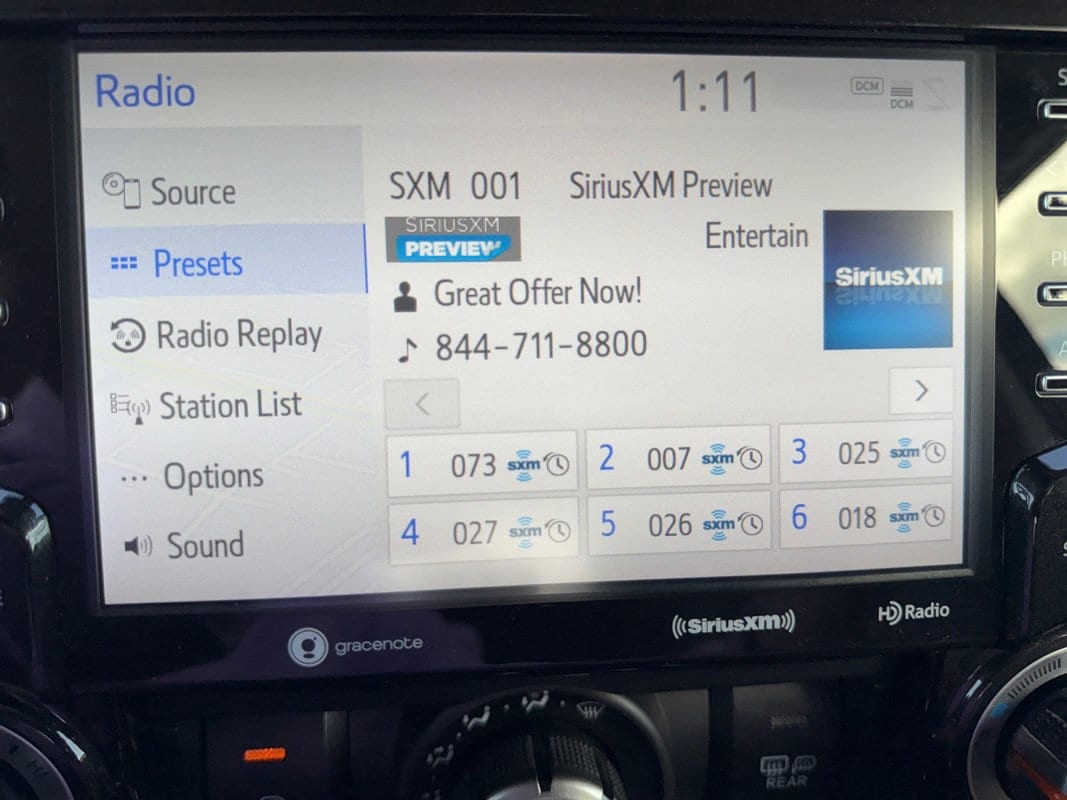 Radio
1:11
DCM
DCM
Source
Presets
Radio Replay
Station List
Options
Sound
SXM 001 SiriusXM Preview
SIRIUSXM
PREVIEW
Entertain
SiriusXM
Great Offer Now!
844-711-8800
1 073 sxm
2 007 sxm
3 025 sxm
4 027 sxm
5 026 sxm
6 018 sxm
gracenote
SiriusXM
HD Radio
REAR